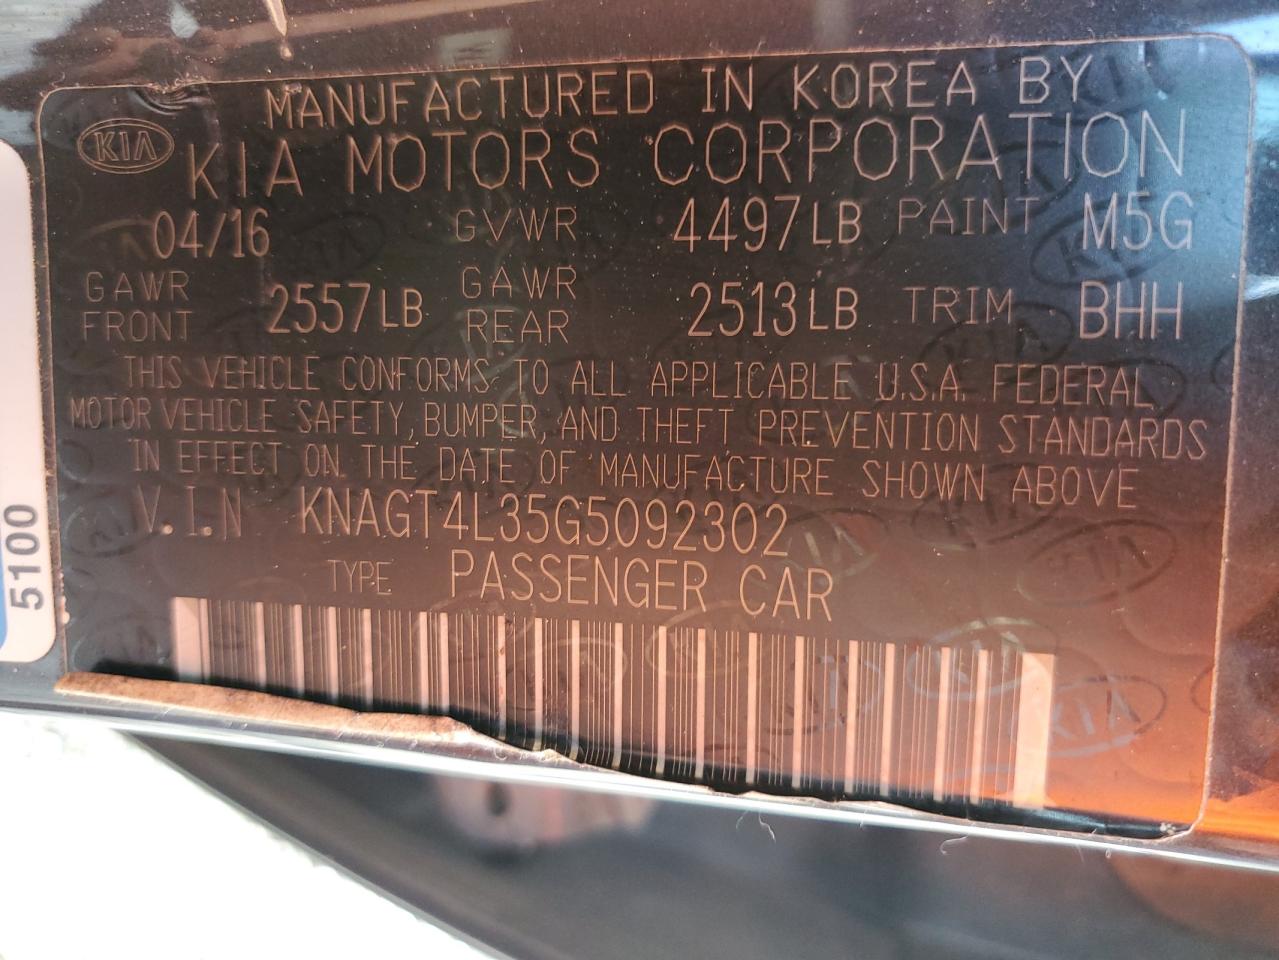 MANUFACTURED IN KOREA BY
KIA
KIA MOTORS CORPORATION
04/16 GVWR 4497LB PAINT M5G
GAWR FRONT 2557LB GAWR REAR 2513LB TRIM BHH
THIS VEHICLE CONFORMS TO ALL APPLICABLE U.S.A. FEDERAL
MOTOR VEHICLE SAFETY, BUMPER, AND THEFT PREVENTION STANDARDS
IN EFFECT ON THE DATE OF MANUFACTURE SHOWN ABOVE
V.I.N KNAGT4L35G5092302
TYPE PASSENGER CAR
5100